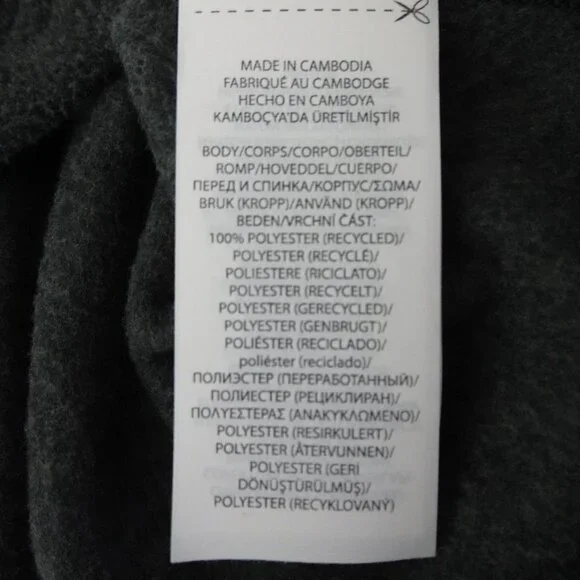 MADE IN CAMBODIA
FABRIQUÉ AU CAMBODGE
HECHO EN CAMBOYA
KAMBOÇYA'DA ÜRETİLMİŞTİR
BODY/CORPS/CORPO/OBERTEIL/
ROMP/HOVEDDEL/CUERPO/
ПЕРЕД И СПИНКА/КОРПУС/ΣΩΜΑ/
BRUK (KROPP)/ANVÄND (KROPP)/
BEDEN/VRCHNÍ ČÁST:
100% POLYESTER (RECYCLED)/
POLYESTER (RECYCLÉ)/
POLIESTERE (RICICLATO)/
POLYESTER (RECYCELT)/
POLYESTER (GERECYCLED)/
POLYESTER (GENBRUGT)/
POLIÉSTER (RECICLADO)/
poliéster (reciclado)/
ПОЛИЭСТЕР (ПЕРЕРАБОТАННЫЙ)/
ПОЛИЕСТЕР (РЕЦИКЛИРАН)/
ΠΟΛΥΕΣΤΕΡΑΣ (ΑΝΑΚΥΚΛΩΜΕΝΟ)/
POLYESTER (RESIRKULERT)/
POLYESTER (ÅTERVUNNEN)/
POLYESTER (GERİ
DÖNÜŞTÜRÜLMÜŞ)/
POLYESTER (RECYKLOVANÝ)